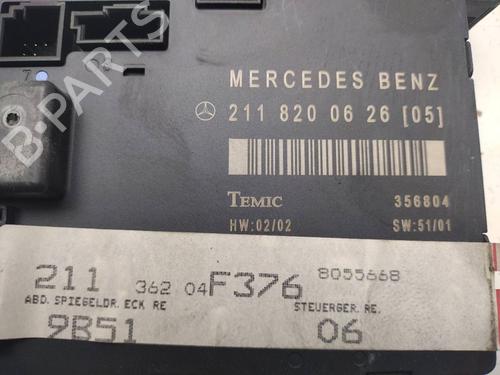 B-PARTS
7
MERCEDES BENZ
211 820 06 26 [05]
TEMIC 356804
HW:02/02 SW:51/01
211 362 04 F376 8055668
ABD. SPIEGELDR. ECK RE STEUERGER. RE.
9B51 06